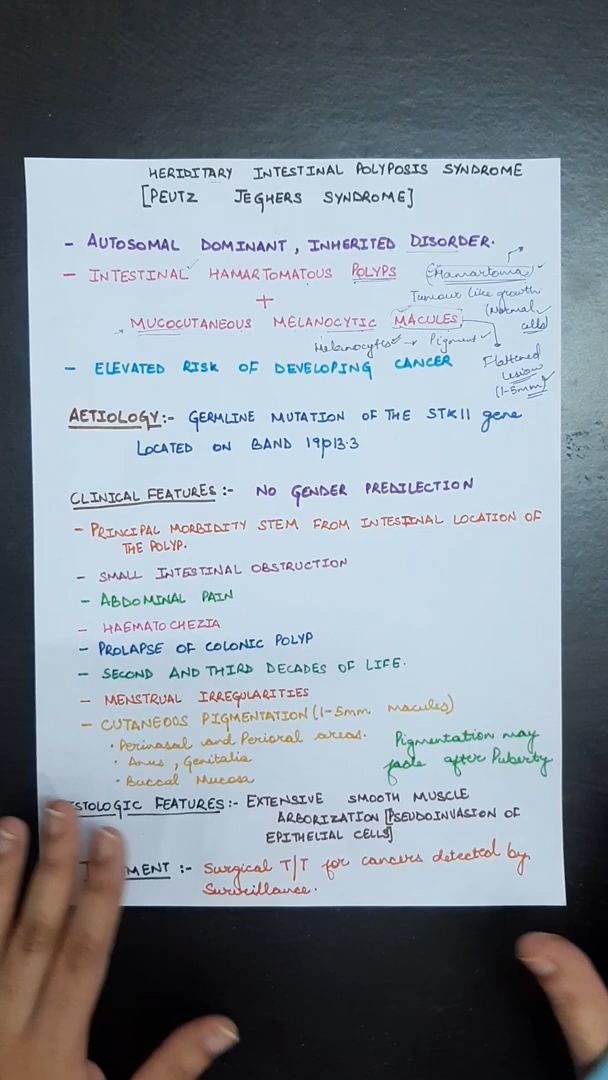 HERIDITARY INTESTINAL POLYPOSIS SYNDROME
[PEUTZ JEGHERS SYNDROME]
- AUTOSOMAL DOMINANT, INHERITED DISORDER.
- INTESTINAL HAMARTOMATOUS POLYPS (Hamartoma)
Tumour like growth
+
(Normal cells)
MUCOCUTANEOUS MELANOCYTIC MACULES
Melanocytes → Pigment
- ELEVATED RISK OF DEVELOPING CANCER
Flattened
lesion
(1-5mm)
AETIOLOGY:- GERMLINE MUTATION OF THE STK11 gene
LOCATED ON BAND 19p13.3
CLINICAL FEATURES:- NO GENDER PREDILECTION
- PRINCIPAL MORBIDITY STEM FROM INTESTINAL LOCATION OF
THE POLYP.
- SMALL INTESTINAL OBSTRUCTION
- ABDOMINAL PAIN
- HAEMATOCHEZIA
- PROLAPSE OF COLONIC POLYP
- SECOND AND THIRD DECADES OF LIFE.
- MENSTRUAL IRREGULARITIES
- CUTANEOUS PIGMENTATION (1-5mm macules)
• Perinasal and Perioral areas.
• Anus, Genitalia
• Buccal Mucosa
Pigmentation may
fade after Puberty
STOLOGIC FEATURES:- EXTENSIVE SMOOTH MUSCLE
ARBORIZATION [PSEUDOINVASION OF
EPITHELIAL CELLS]
TMENT :- Surgical T/T for cancers detected by
Surveillance.